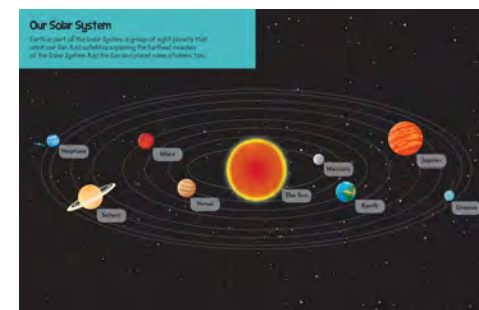 Our Solar System
Earth is part of the Solar System, a group of eight planets that
orbit our Sun. Add satellites exploring the furthest reaches
of the Solar System. Add the Sun and planet name stickers, too.
Neptune
Mars
Mercury
Jupiter
Saturn
Venus
The Sun
Earth
Uranus